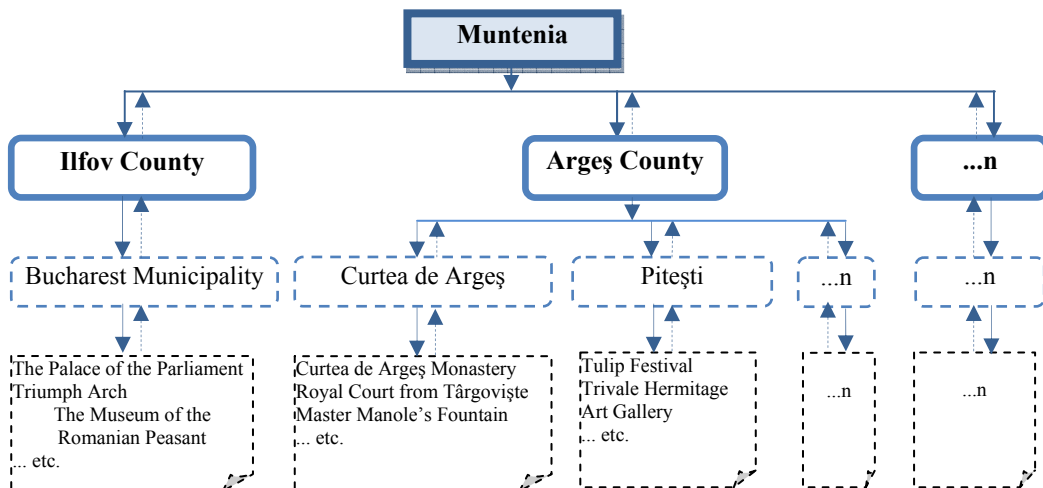 Muntenia
Ilfov County
Argeş County
...n
Bucharest Municipality
Curtea de Argeş
Piteşti
...n
...n
The Palace of the Parliament
Triumph Arch
The Museum of the
Romanian Peasant
... etc.
Curtea de Argeş Monastery
Royal Court from Târgovişte
Master Manole’s Fountain
... etc.
Tulip Festival
Trivale Hermitage
Art Gallery
... etc.
...n
...n